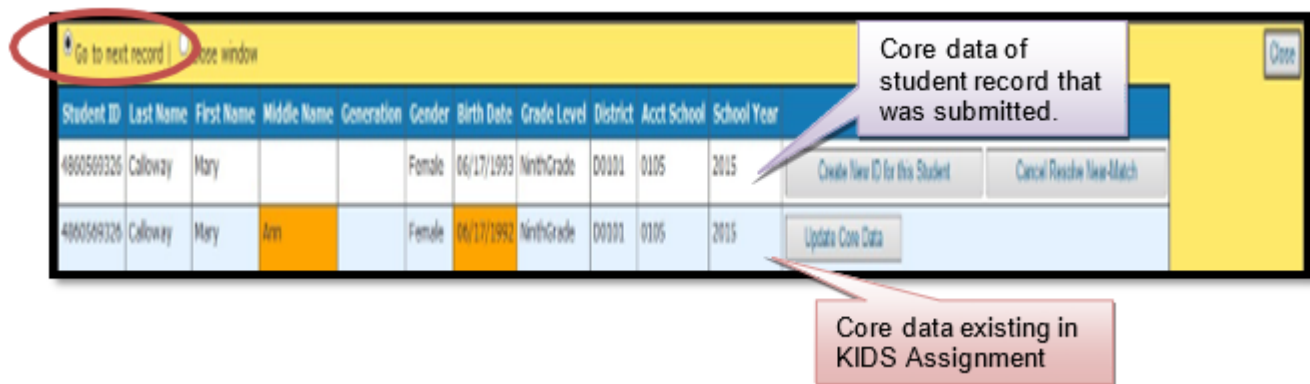 Go to next record | Close window
Close
Core data of
student record that
was submitted.
Student ID Last Name First Name Middle Name Generation Gender Birth Date Grade Level District Acct School School Year
4860569326 Calloway Mary Female 06/17/1993 NinthGrade D0101 0105 2015 Create New ID for this Student Cancel Resolve Near-Match
4860569326 Calloway Mary Ann Female 06/17/1992 NinthGrade D0101 0105 2015 Update Core Data
Core data existing in
KIDS Assignment